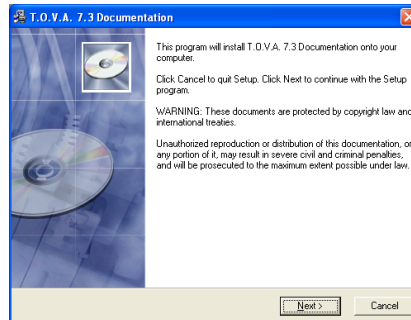 T.O.V.A. 7.3 Documentation
This program will install T.O.V.A. 7.3 Documentation onto your
computer.
Click Cancel to quit Setup. Click Next to continue with the Setup
program.
WARNING: These documents are protected by copyright law and
international treaties.
Unauthorized reproduction or distribution of this documentation, or
any portion of it, may result in severe civil and criminal penalties,
and will be prosecuted to the maximum extent possible under law.
Next >
Cancel